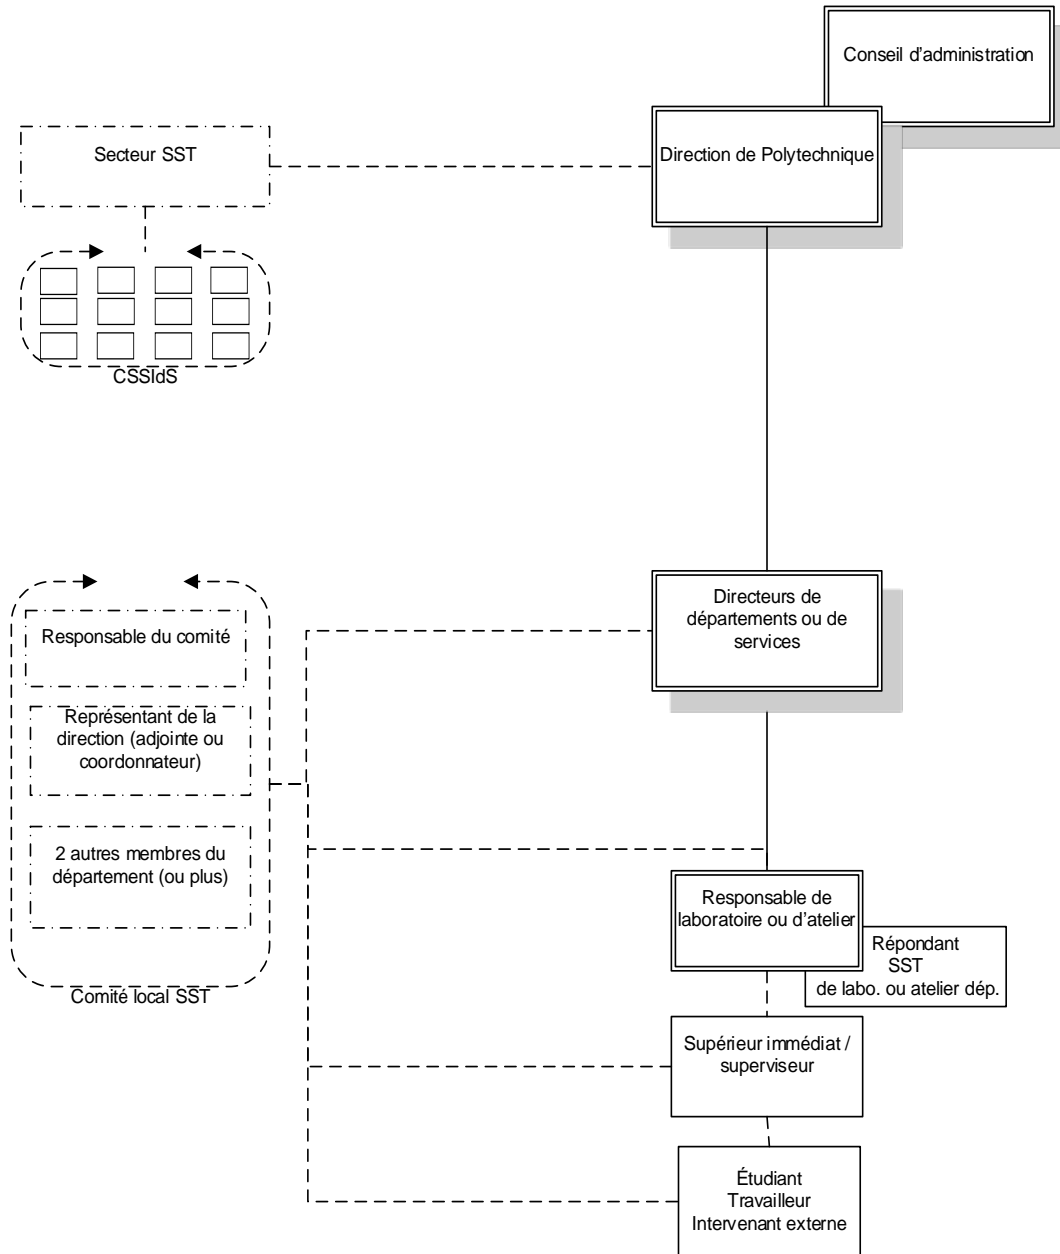 Conseil d'administration
Direction de Polytechnique
Secteur SST
CSSIdS
Directeurs de
départements ou de
services
Responsable du comité
Représentant de la
direction (adjointe ou
coordonnateur)
2 autres membres du
département (ou plus)
Comité local SST
Responsable de
laboratoire ou d'atelier
Répondant
SST
de labo. ou atelier dép.
Supérieur immédiat /
superviseur
Étudiant
Travailleur
Intervenant externe